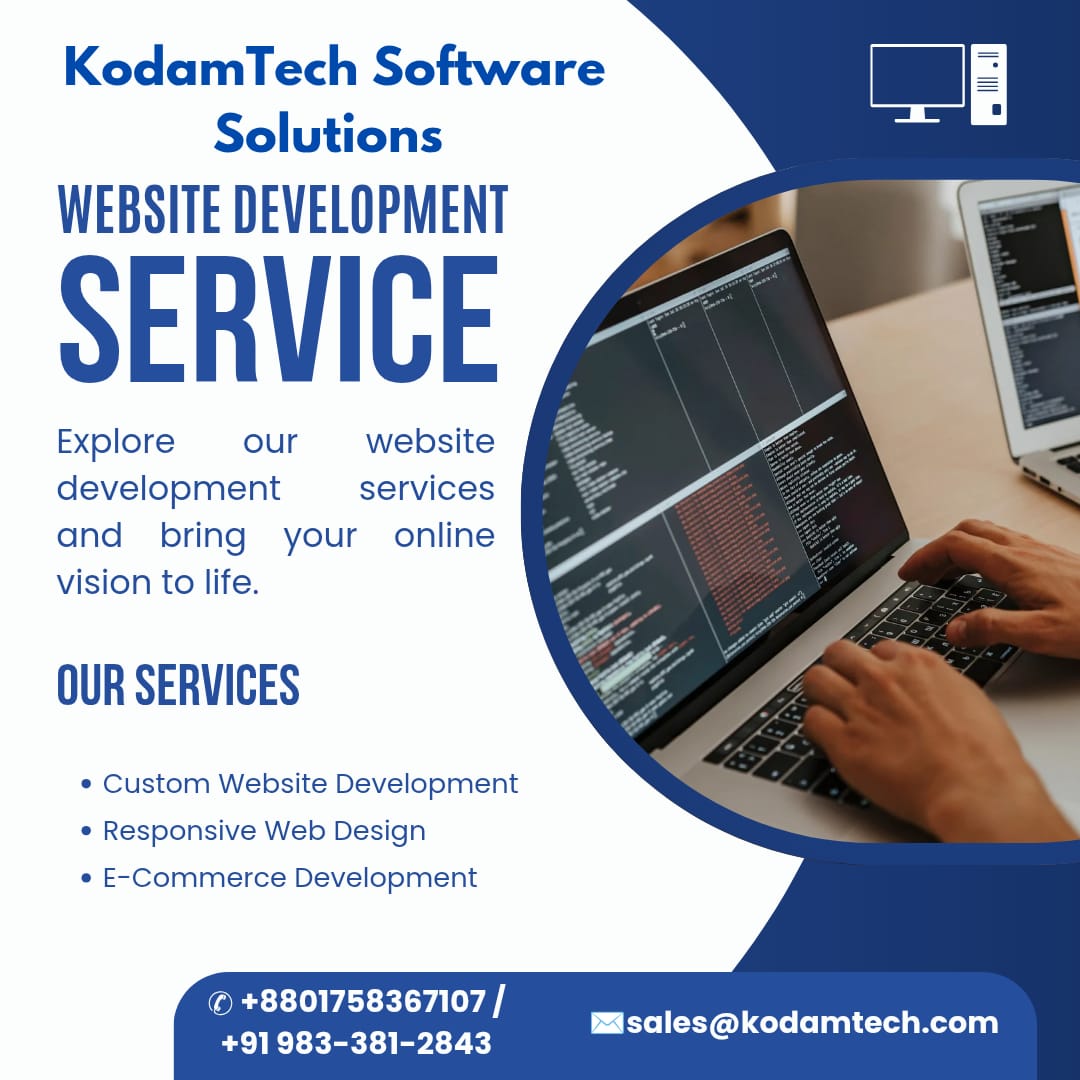 KodamTech Software
Solutions
WEBSITE DEVELOPMENT
SERVICE
Explore our website
development services
and bring your online
vision to life.
OUR SERVICES
• Custom Website Development
• Responsive Web Design
• E-Commerce Development
✆ +8801758367107 /
+91 983-381-2843
✉️sales@kodamtech.com